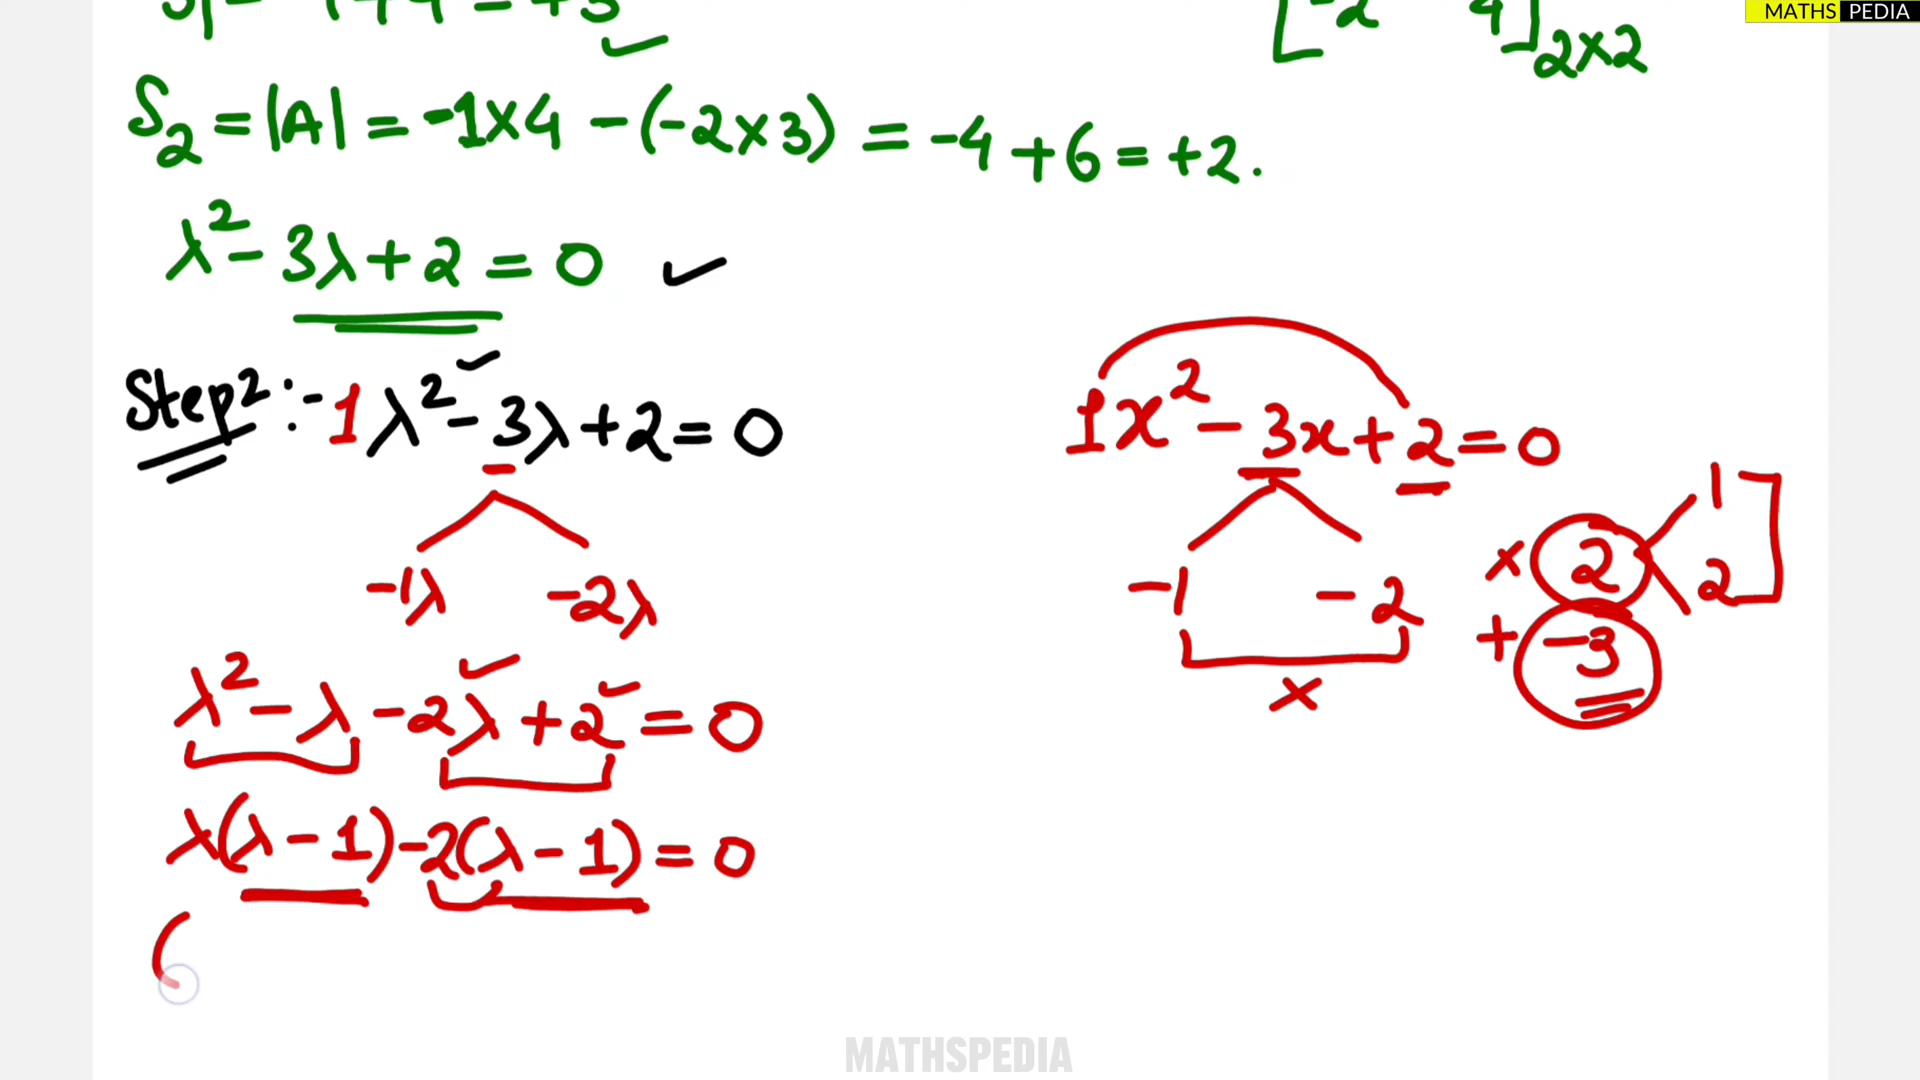 MATHS PEDIA
-2 4]2×2
S₂ = |A| = -1×4 - (-2×3) = -4 + 6 = +2.
λ² - 3λ + 2 = 0 ✓
Step2 :- 1λ² - 3λ + 2 = 0
-1λ -2λ
λ² - λ - 2λ + 2 = 0
λ(λ - 1) - 2(λ - 1) = 0
(
1x² - 3x + 2 = 0
-1 -2
×
× 2 1
2
+ -3
MATHSPEDIA